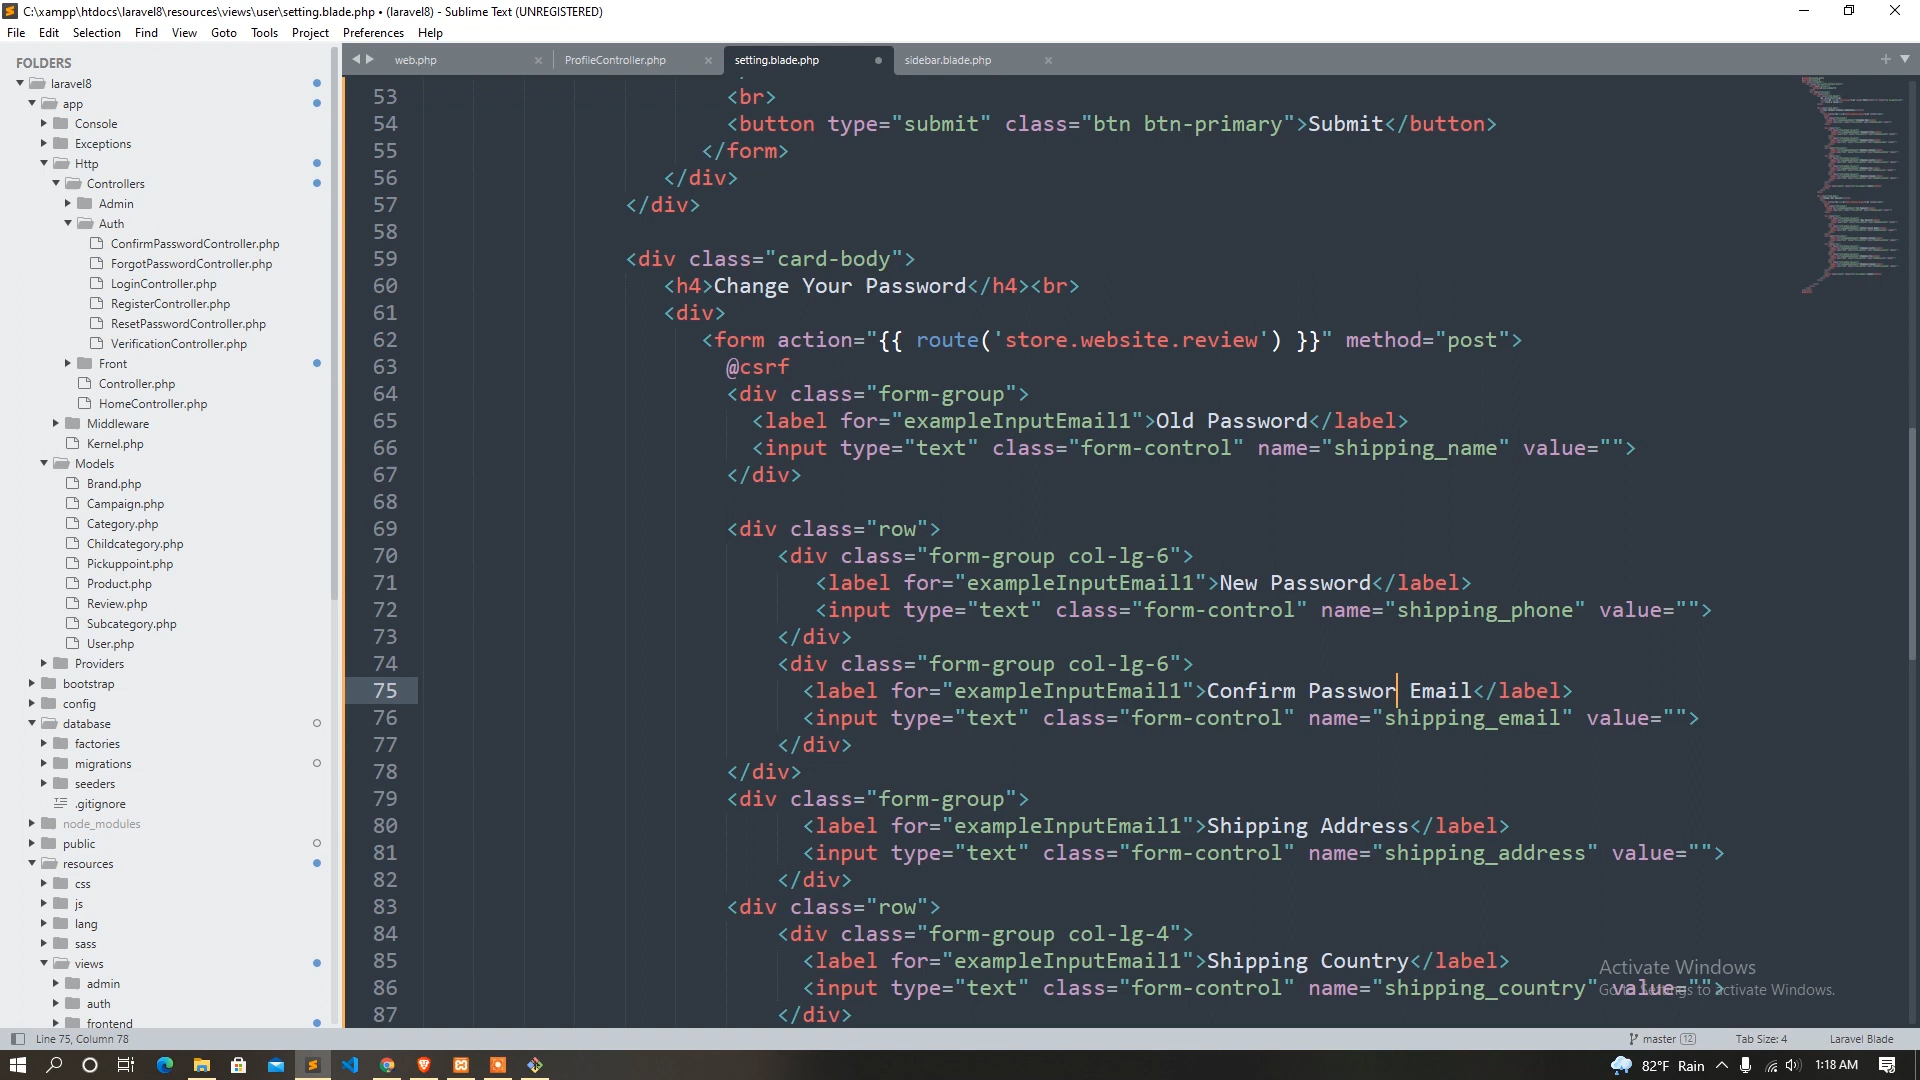 C:\xampp\htdocs\laravel8\resources\views\user\setting.blade.php • (laravel8) - Sublime Text (UNREGISTERED)
File Edit Selection Find View Goto Tools Project Preferences Help
FOLDERS
laravel8
app
Console
Exceptions
Http
Controllers
Admin
Auth
ConfirmPasswordController.php
ForgotPasswordController.php
LoginController.php
RegisterController.php
ResetPasswordController.php
VerificationController.php
Front
Controller.php
HomeController.php
Middleware
Kernel.php
Models
Brand.php
Campaign.php
Category.php
Childcategory.php
Pickuppoint.php
Product.php
Review.php
Subcategory.php
User.php
Providers
bootstrap
config
database
factories
migrations
seeders
.gitignore
node_modules
public
resources
css
js
lang
sass
views
admin
auth
frontend
web.php ProfileController.php setting.blade.php sidebar.blade.php
53 <br>
54 <button type="submit" class="btn btn-primary">Submit</button>
55 </form>
56 </div>
57 </div>
58
59 <div class="card-body">
60 <h4>Change Your Password</h4><br>
61 <div>
62 <form action="{{ route('store.website.review') }}" method="post">
63 @csrf
64 <div class="form-group">
65 <label for="exampleInputEmail1">Old Password</label>
66 <input type="text" class="form-control" name="shipping_name" value="">
67 </div>
68
69 <div class="row">
70 <div class="form-group col-lg-6">
71 <label for="exampleInputEmail1">New Password</label>
72 <input type="text" class="form-control" name="shipping_phone" value="">
73 </div>
74 <div class="form-group col-lg-6">
75 <label for="exampleInputEmail1">Confirm Passwor Email</label>
76 <input type="text" class="form-control" name="shipping_email" value="">
77 </div>
78 </div>
79 <div class="form-group">
80 <label for="exampleInputEmail1">Shipping Address</label>
81 <input type="text" class="form-control" name="shipping_address" value="">
82 </div>
83 <div class="row">
84 <div class="form-group col-lg-4">
85 <label for="exampleInputEmail1">Shipping Country</label>
86 <input type="text" class="form-control" name="shipping_country" value="">
87 </div>
Activate Windows
Go to Settings to activate Windows.
Line 75, Column 78 master 12 Tab Size: 4 Laravel Blade
82°F Rain 1:18 AM